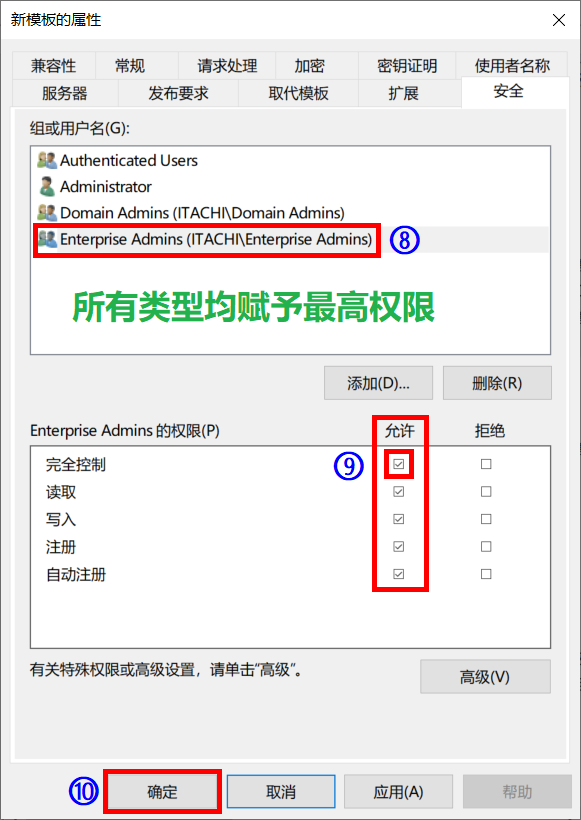 新模板的属性
兼容性 常规 请求处理 加密 密钥证明 使用者名称
服务器 发布要求 取代模板 扩展 安全
组或用户名(G):
Authenticated Users
Administrator
Domain Admins (ITACHI\Domain Admins)
Enterprise Admins (ITACHI\Enterprise Admins) ⑧
所有类型均赋予最高权限
添加(D)... 删除(R)
Enterprise Admins 的权限(P) 允许 拒绝
完全控制 ⑨
读取
写入
注册
自动注册
有关特殊权限或高级设置，请单击“高级”。
高级(V)
⑩ 确定 取消 应用(A) 帮助